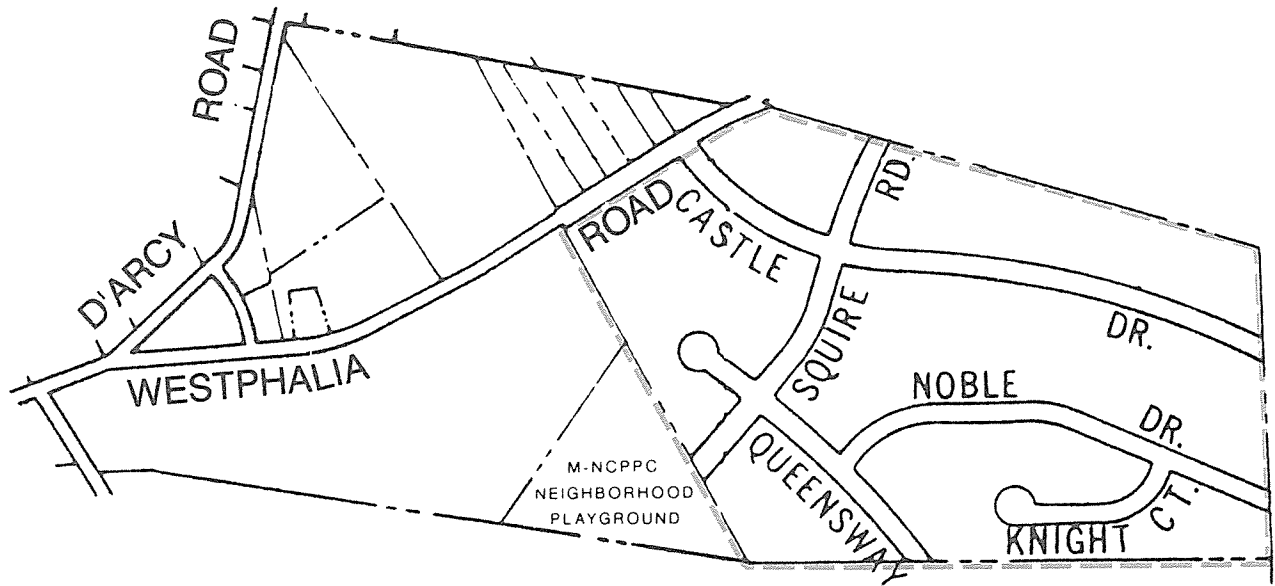 D'ARCY ROAD
WESTPHALIA ROAD
CASTLE DR.
SQUIRE RD.
NOBLE DR.
QUEENSWAY
KNIGHT CT.
M-NCPPC
NEIGHBORHOOD
PLAYGROUND